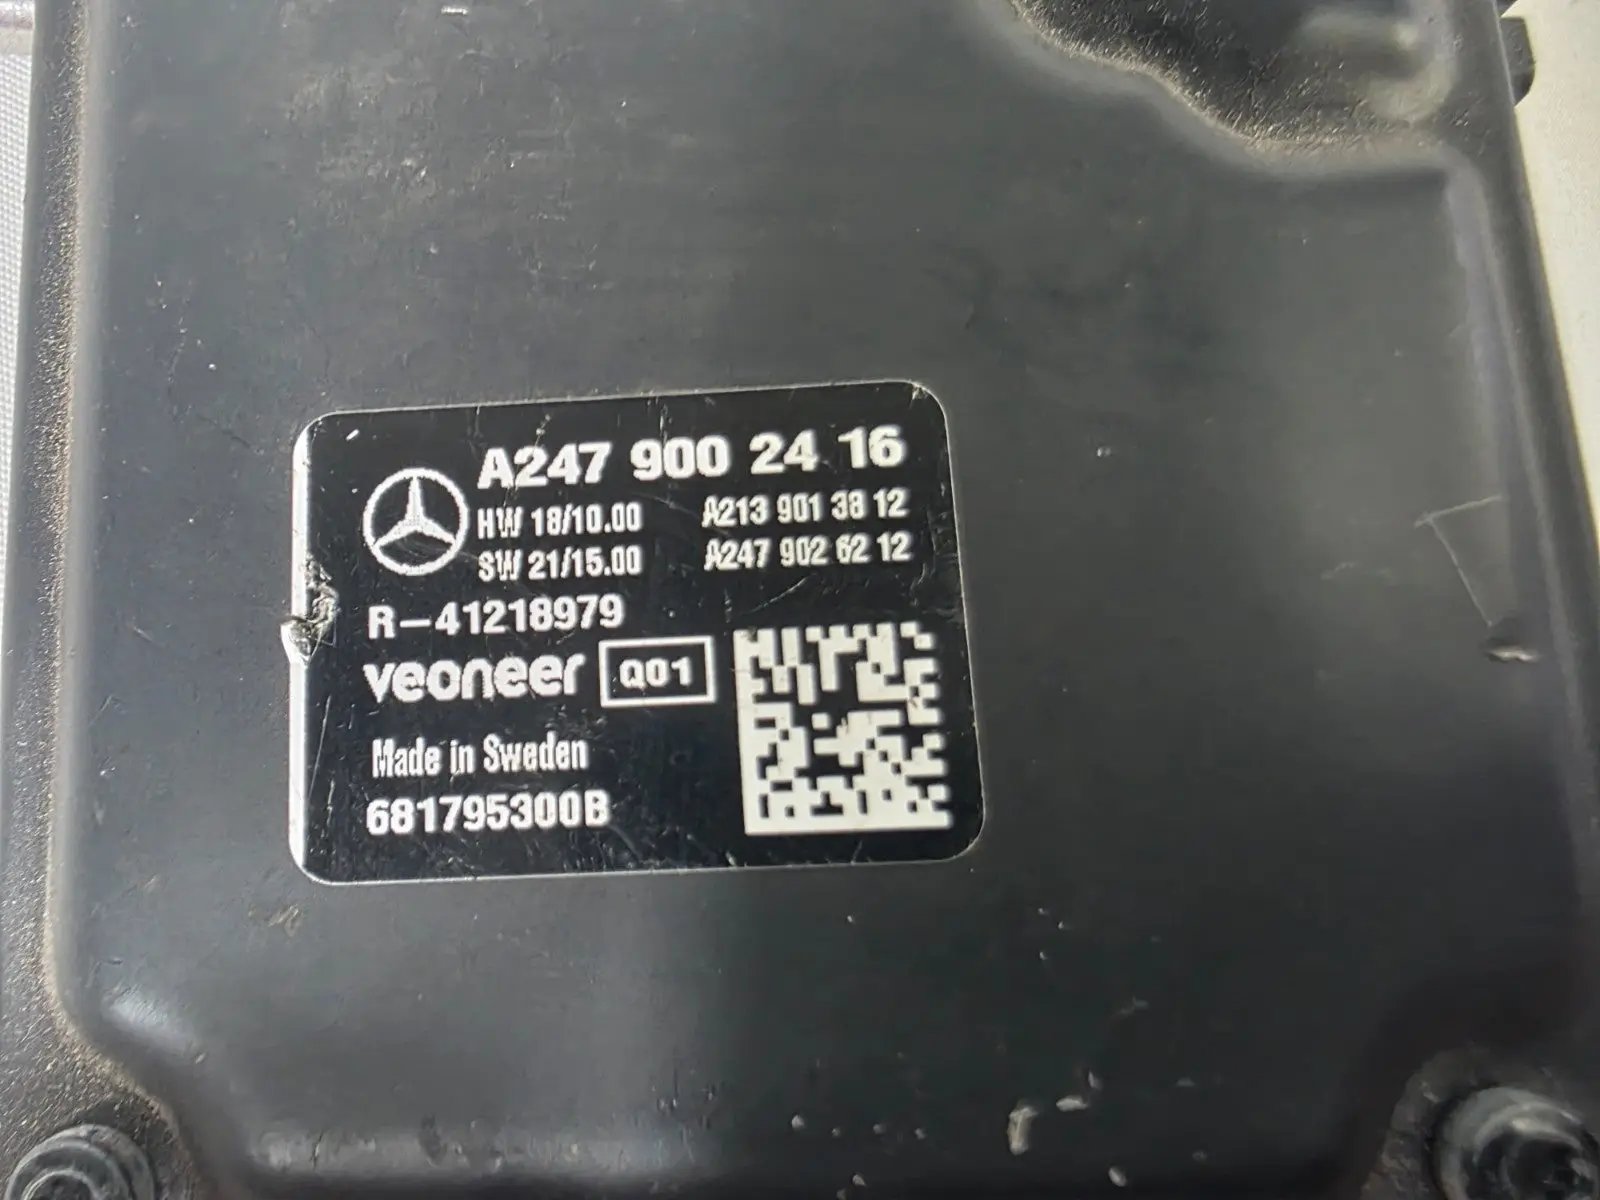 A247 900 24 16
HW 18/10.00 A213 901 38 12
SW 21/15.00 A247 902 62 12
R-41218979
veoneer Q01
Made in Sweden
681795300B